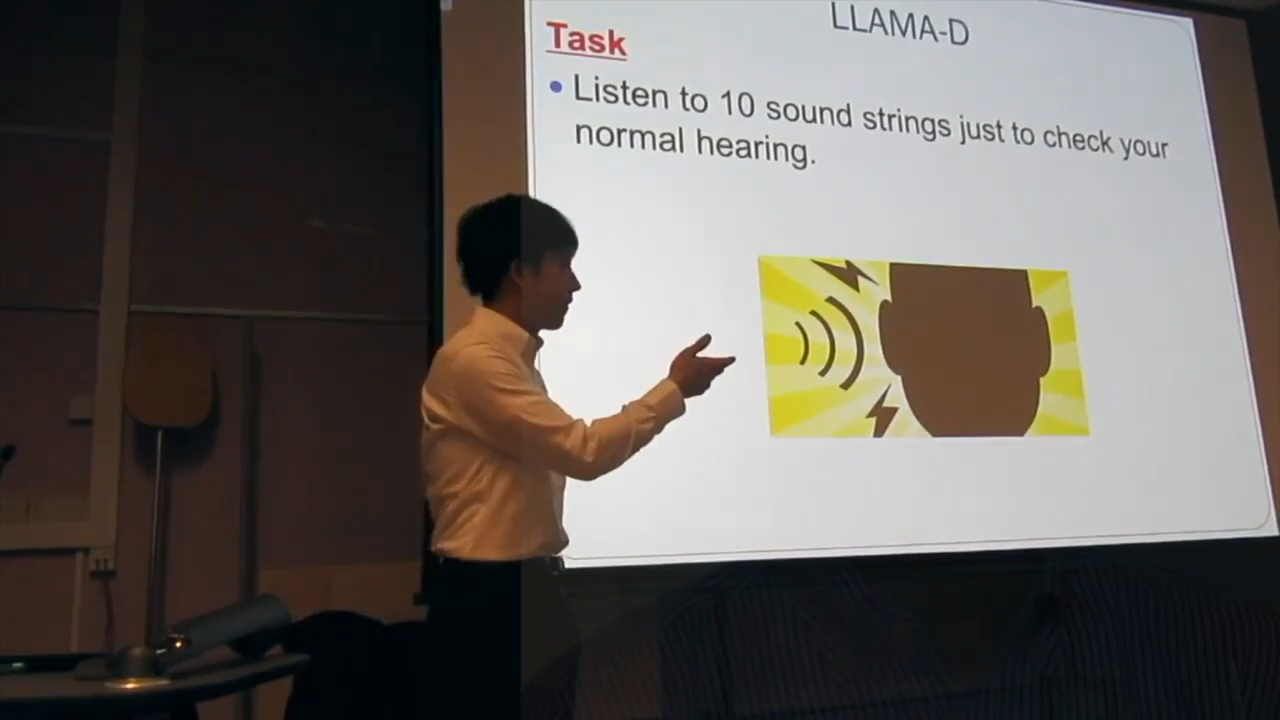 LLAMA-D
Task
• Listen to 10 sound strings just to check your
normal hearing.